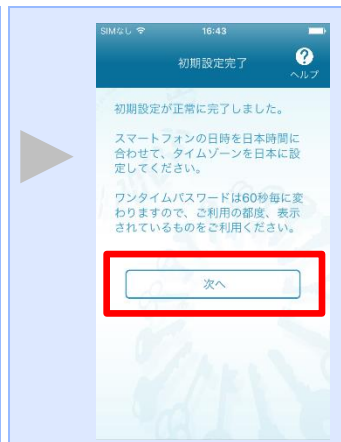 SIMなし 16:43
初期設定完了
?
ヘルプ
初期設定が正常に完了しました。
スマートフォンの日時を日本時間に
合わせて、タイムゾーンを日本に設
定してください。
ワンタイムパスワードは60秒毎に変
わりますので、ご利用の都度、表示
されているものをご利用ください。
次へ